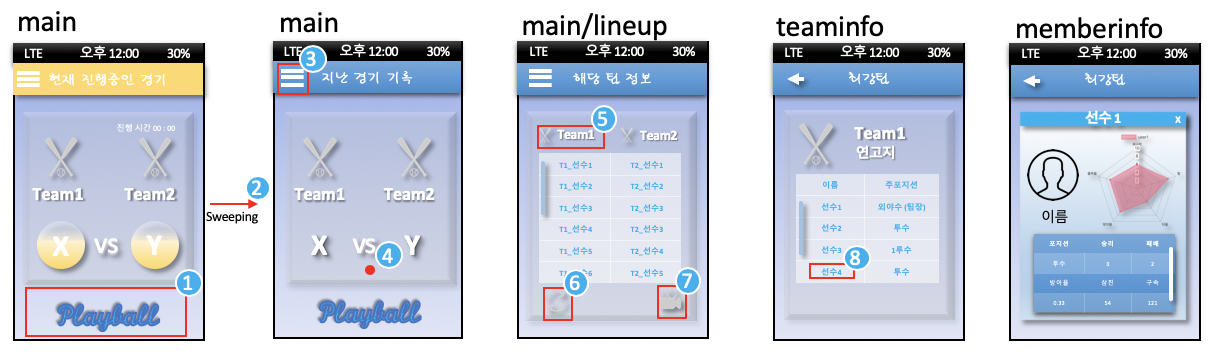 main
main
main/lineup
teaminfo
memberinfo
LTE 오후 12:00 30%
현재 진행중인 경기
진행 시간 00 : 00
Team1 Team2
X VS Y
1
Playball
2
Sweeping
LTE 오후 12:00 30%
3
지난 경기 기록
Team1 Team2
X VS Y
4
Playball
LTE 오후 12:00 30%
해당 턴 정보
5
Team1 Team2
T1_선수1 T2_선수1
T1_선수2 T2_선수2
T1_선수3 T2_선수3
T1_선수4 T2_선수4
T1_선수5 T2_선수4
T1_선수6 T2_선수5
6
7
LTE 오후 12:00 30%
최강턴
Team1
연고지
이름 주포지션
선수1 외야수 (팀장)
선수2 투수
선수3 1루수
선수4 투수
8
LTE 오후 12:00 30%
최강턴
선수 1 X
이름
포지션 승리 패배
투수 8 2
방어율 삼진 구속
0.33 54 121